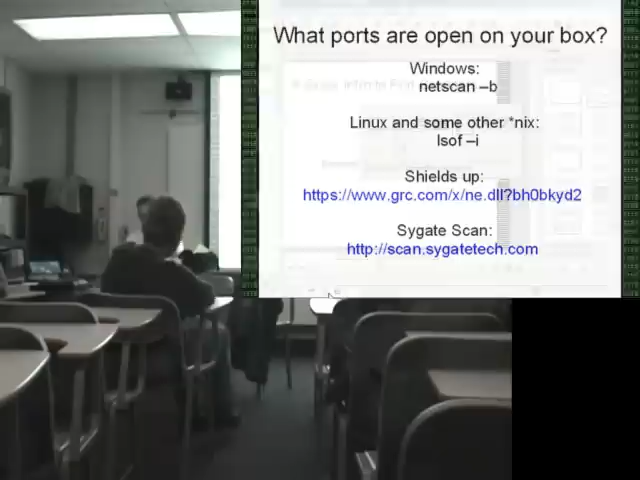 What ports are open on your box?
Windows:
netscan –b
Linux and some other *nix:
lsof –i
Shields up:
https://www.grc.com/x/ne.dll?bh0bkyd2
Sygate Scan:
http://scan.sygatetech.com